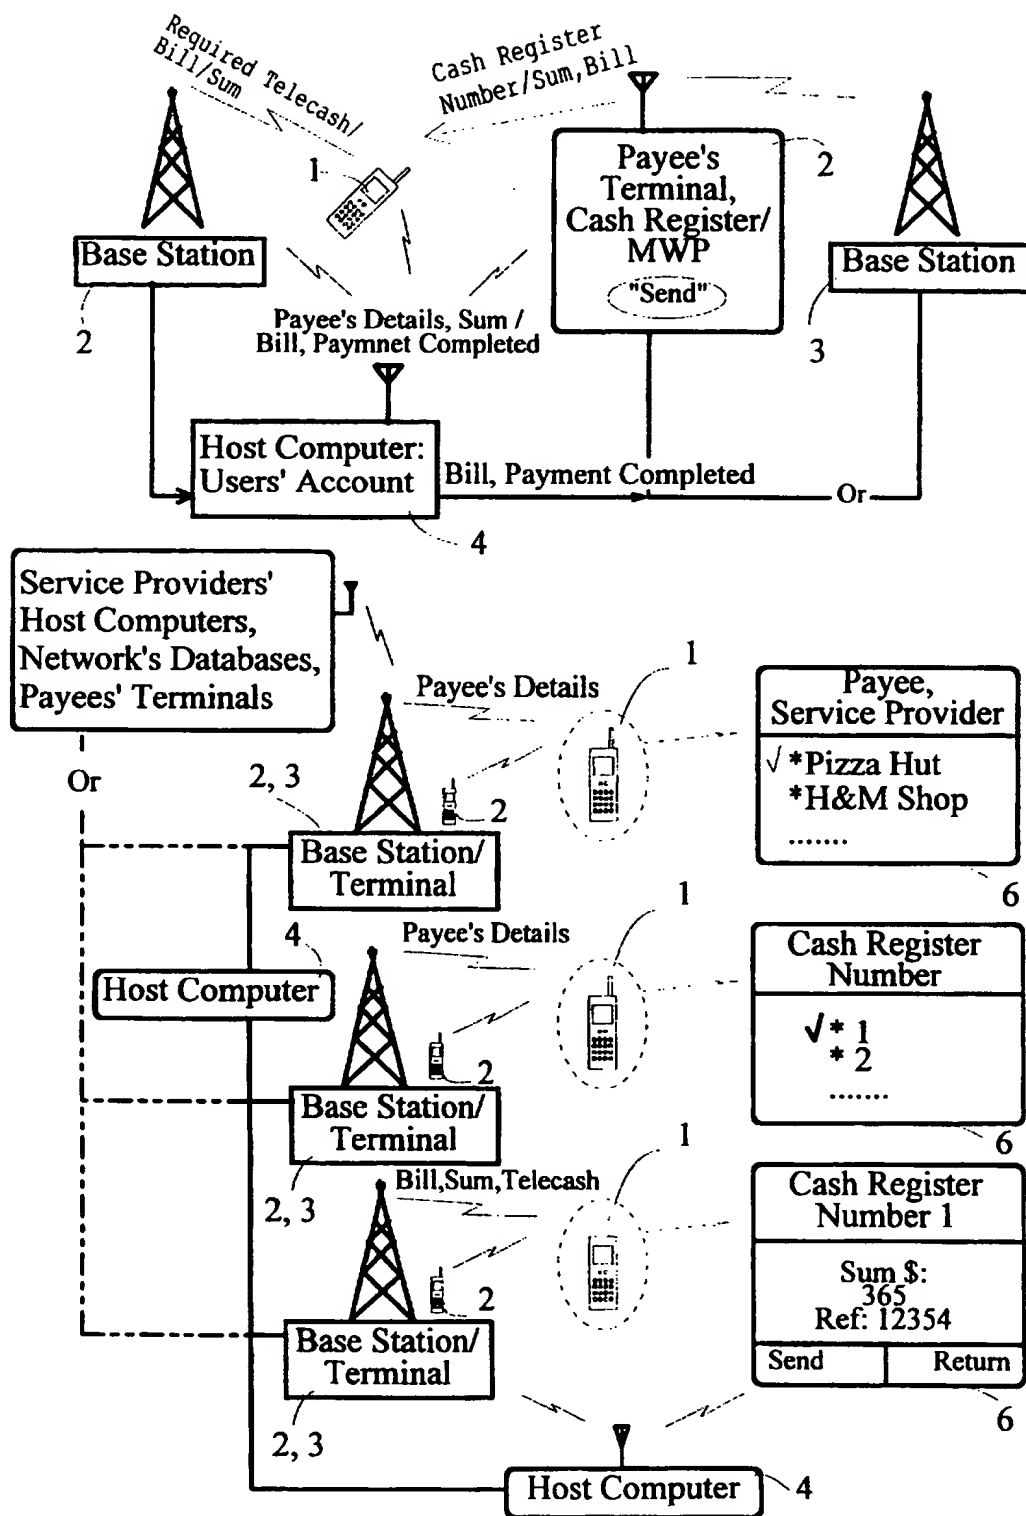 Required Telecash/
Bill/Sum
Cash Register
Number/Sum,Bill
1
Payee's
Terminal,
Cash Register/
MWP
"Send"
2
Base Station
2
Base Station
3
Payee's Details, Sum /
Bill, Paymnet Completed
Host Computer:
Users' Account
Bill, Payment Completed
Or
4
Service Providers'
Host Computers,
Network's Databases,
Payees' Terminals
Or
Payee's Details
1
Payee,
Service Provider
√ *Pizza Hut
*H&M Shop
.......
6
2, 3
2
Base Station/
Terminal
4
Host Computer
Payee's Details
1
Cash Register
Number
√ * 1
* 2
.......
6
2
Base Station/
Terminal
2, 3
Bill,Sum,Telecash
1
Cash Register
Number 1
Sum $:
365
Ref: 12354
Send
Return
6
2
Base Station/
Terminal
2, 3
Host Computer
4